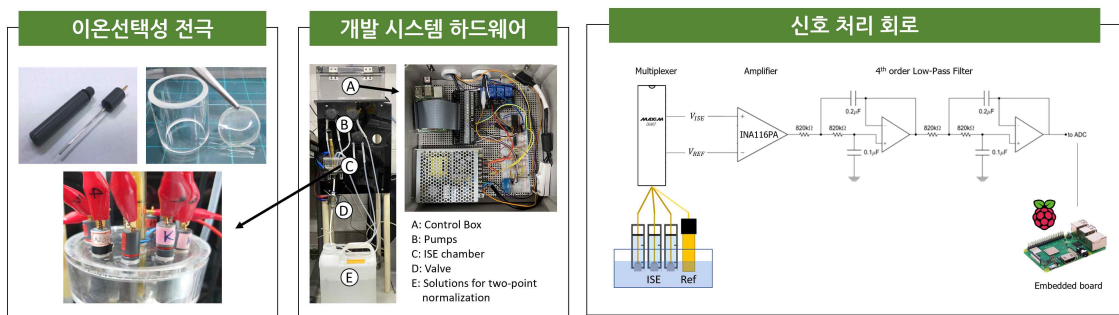 이온선택성 전극
개발 시스템 하드웨어
신호 처리 회로
K
A
B
C
D
E
A: Control Box
B: Pumps
C: ISE chamber
D: Valve
E: Solutions for two-point
normalization
Multiplexer
Amplifier
4th order Low-Pass Filter
MAXIM
V_ISE
V_REF
+
−
INA116PA
820kΩ
820kΩ
0.2μF
0.1μF
+
820kΩ
820kΩ
0.2μF
0.1μF
+
to ADC
ISE
Ref
Embedded board